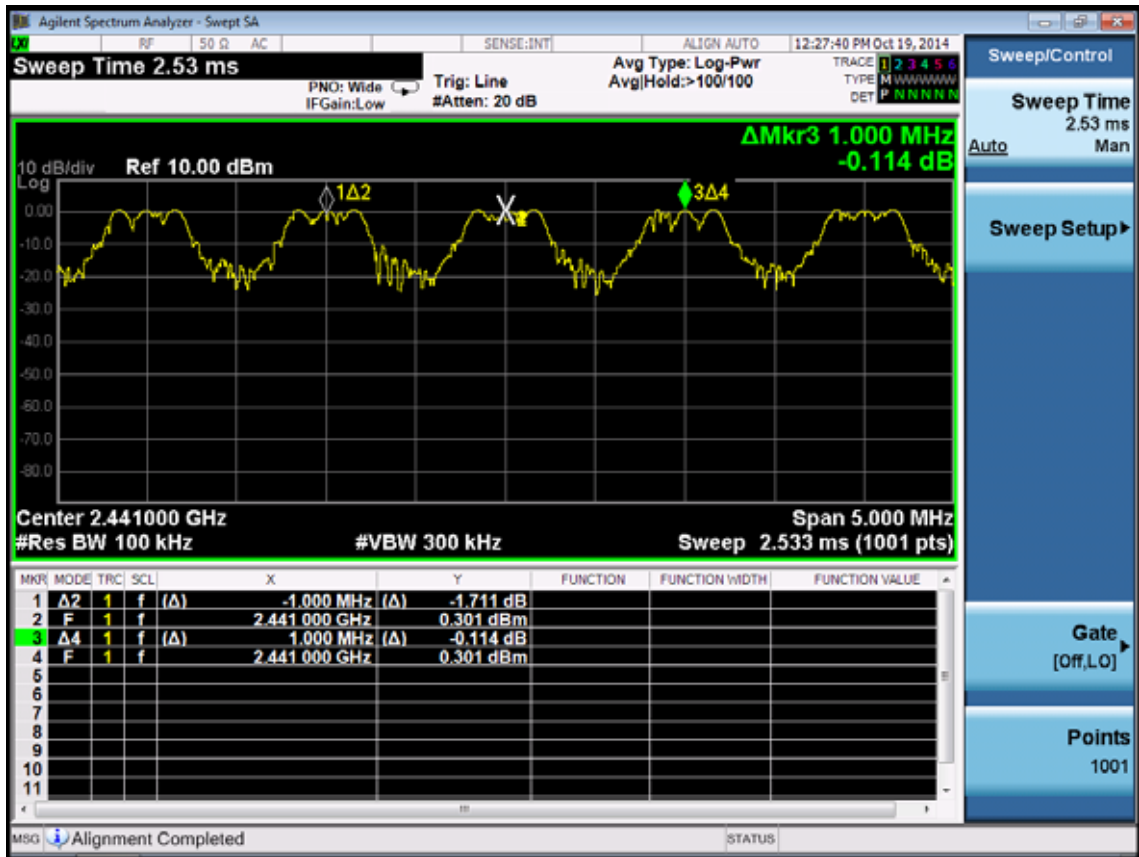 Agilent Spectrum Analyzer - Swept SA
LXI RF 50 Ω AC SENSE:INT ALIGN AUTO 12:27:40 PM Oct 19, 2014
Sweep Time 2.53 ms
PNO: Wide Trig: Line Avg Type: Log-Pwr TRACE 1 2 3 4 5 6
IFGain:Low #Atten: 20 dB Avg|Hold:>100/100 TYPE M WWWWW
DET P N N N N N
ΔMkr3 1.000 MHz
-0.114 dB
10 dB/div Ref 10.00 dBm
Log
1Δ2 3Δ4
0.00
-10.0
-20.0
-30.0
-40.0
-50.0
-60.0
-70.0
-80.0
Center 2.441000 GHz Span 5.000 MHz
#Res BW 100 kHz #VBW 300 kHz Sweep 2.533 ms (1001 pts)
MKR MODE TRC SCL X Y FUNCTION FUNCTION WIDTH FUNCTION VALUE
1 Δ2 1 f (Δ) -1.000 MHz (Δ) -1.711 dB
2 F 1 f 2.441 000 GHz 0.301 dBm
3 Δ4 1 f (Δ) 1.000 MHz (Δ) -0.114 dB
4 F 1 f 2.441 000 GHz 0.301 dBm
5
6
7
8
9
10
11
MSG Alignment Completed STATUS
Sweep/Control
Sweep Time
2.53 ms
Auto Man
Sweep Setup
Gate
[Off,LO]
Points
1001